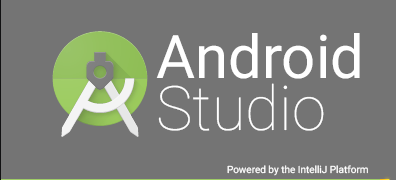 Android
Studio
Powered by the IntelliJ Platform